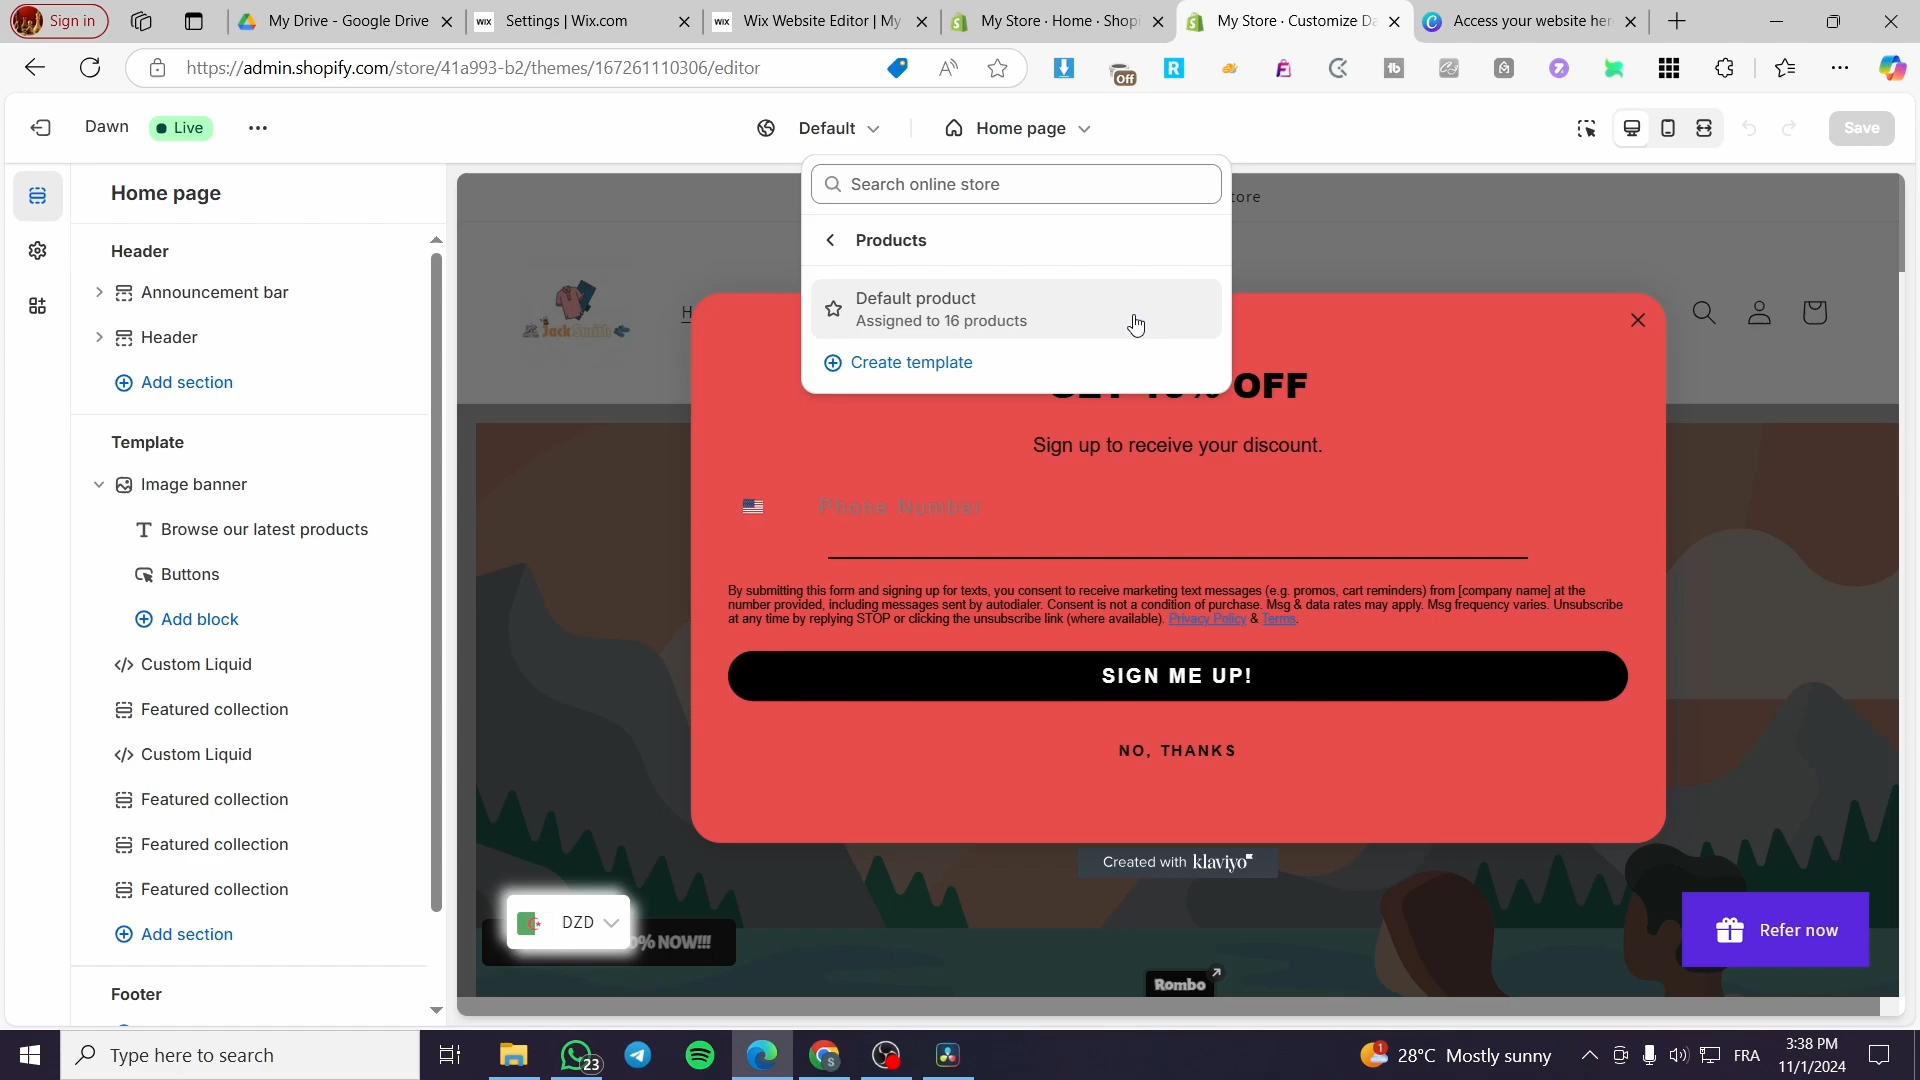 Sign in
My Drive - Google Drive
WIX
Settings | Wix.com
WIX
Wix Website Editor | My
My Store · Home · Shopi
My Store · Customize Da
Access your website her
https://admin.shopify.com/store/41a993-b2/themes/167261110306/editor
Off
Dawn
Live
Default
Home page
Save
Search online store
Products
Default product
Assigned to 16 products
Create template
Home page
Header
Announcement bar
Header
Add section
Template
Image banner
Browse our latest products
Buttons
Add block
Custom Liquid
Featured collection
Custom Liquid
Featured collection
Featured collection
Featured collection
Add section
Footer
tore
Jack Smith
H
OFF
Sign up to receive your discount.
Phone Number
By submitting this form and signing up for texts, you consent to receive marketing text messages (e.g. promos, cart reminders) from [company name] at the
number provided, including messages sent by autodialer. Consent is not a condition of purchase. Msg & data rates may apply. Msg frequency varies. Unsubscribe
at any time by replying STOP or clicking the unsubscribe link (where available). Privacy Policy & Terms.
SIGN ME UP!
NO, THANKS
Created with klaviyo
DZD
0% NOW!!!
Rombo
Refer now
Type here to search
23
28°C Mostly sunny
FRA
3:38 PM
11/1/2024